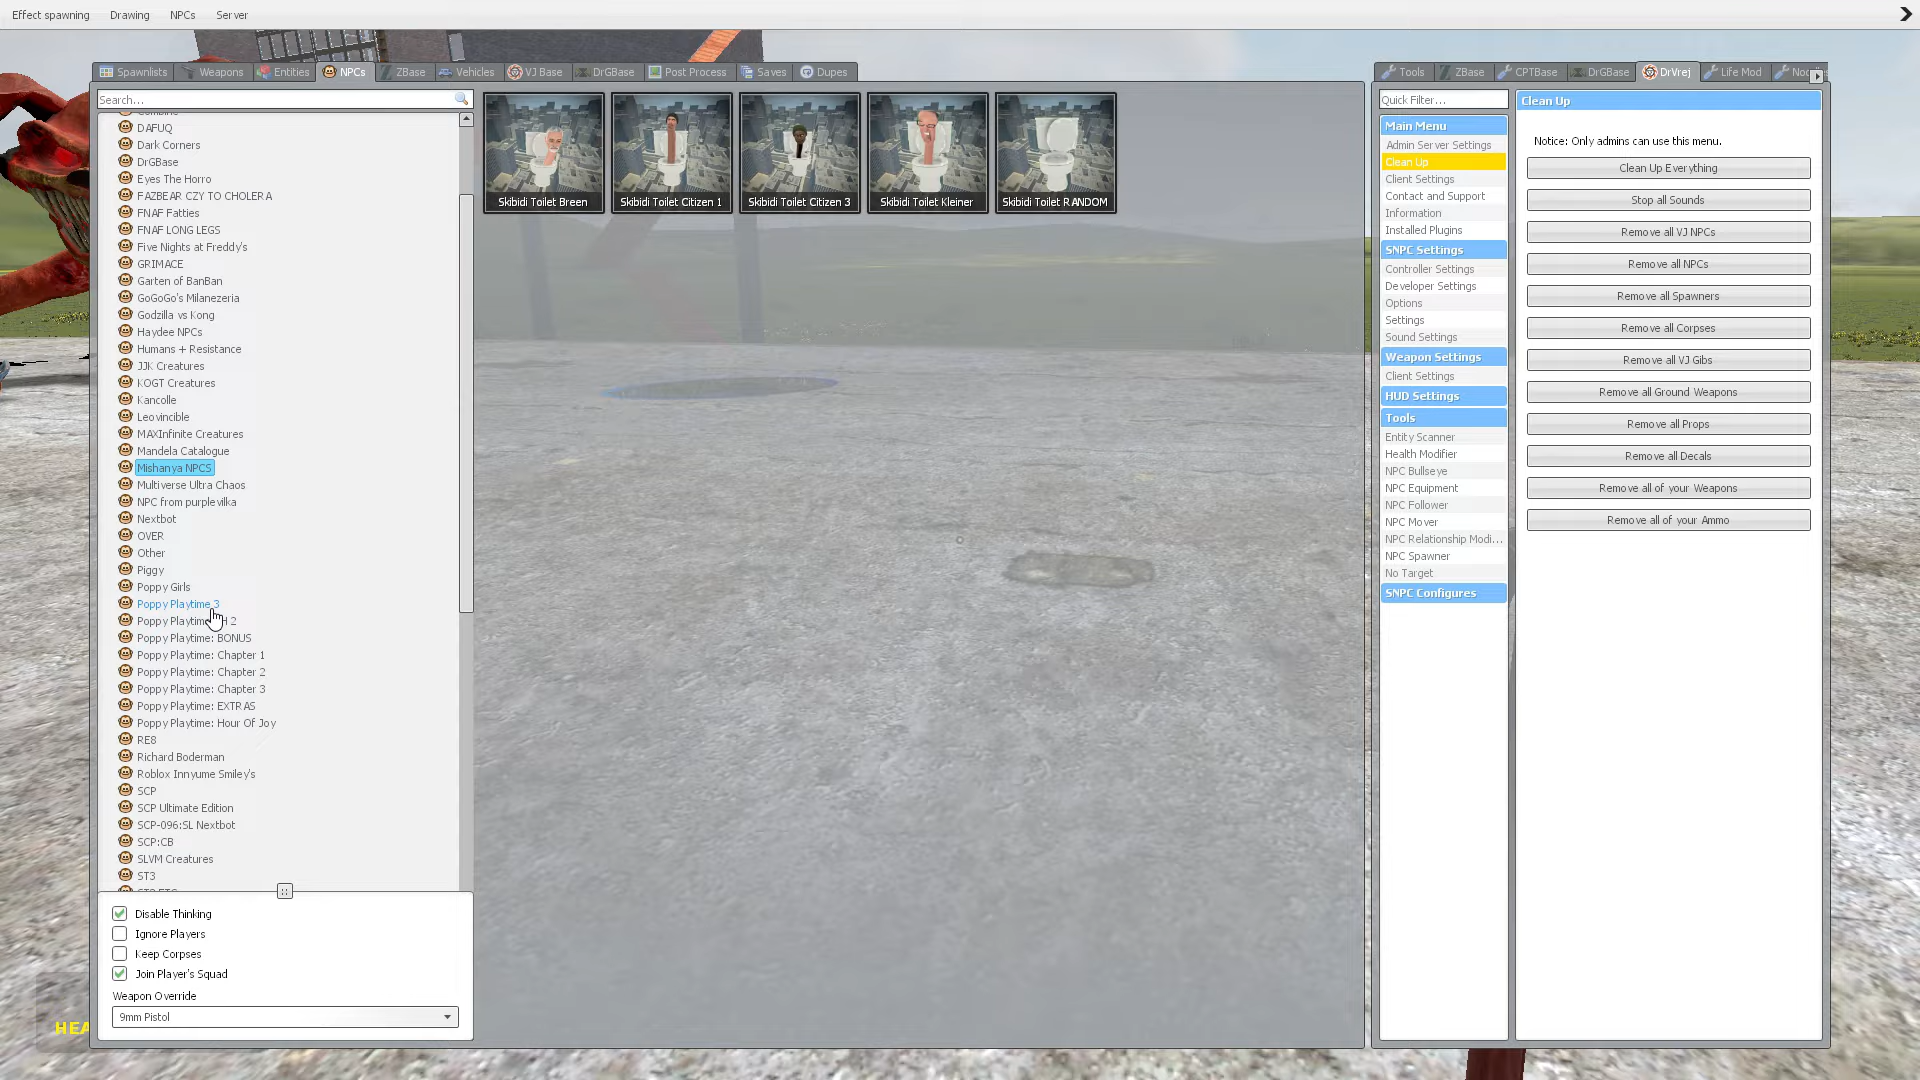 Effect spawning Drawing NPCs Server
Spawnlists Weapons Entities NPCs ZBase Vehicles VJ Base DrGBase Post Process Saves Dupes
Search...
Combine
DAFUQ
Dark Corners
DrGBase
Eyes The Horro
FAZBEAR CZY TO CHOLERA
FNAF Fatties
FNAF LONG LEGS
Five Nights at Freddy's
GRIMACE
Garten of BanBan
GoGoGo's Milanezeria
Godzilla vs Kong
Haydee NPCs
Humans + Resistance
JJK Creatures
KOGT Creatures
Kancolle
Leovincible
MAXInfinite Creatures
Mandela Catalogue
Mishanya NPCS
Multiverse Ultra Chaos
NPC from purplevilka
Nextbot
OVER
Other
Piggy
Poppy Girls
Poppy Playtime 3
Poppy Playtime 2
Poppy Playtime: BONUS
Poppy Playtime: Chapter 1
Poppy Playtime: Chapter 2
Poppy Playtime: Chapter 3
Poppy Playtime: EXTRAS
Poppy Playtime: Hour Of Joy
RE8
Richard Boderman
Roblox Innyume Smiley's
SCP
SCP Ultimate Edition
SCP-096:SL Nextbot
SCP:CB
SLVM Creatures
ST3
Disable Thinking
Ignore Players
Keep Corpses
Join Player's Squad
Weapon Override
9mm Pistol
HEA
Skibidi Toilet Breen Skibidi Toilet Citizen 1 Skibidi Toilet Citizen 3 Skibidi Toilet Kleiner Skibidi Toilet RANDOM
Tools ZBase CPTBase DrGBase DrVrej Life Mod
Quick Filter...
Main Menu
Admin Server Settings
Clean Up
Client Settings
Contact and Support
Information
Installed Plugins
SNPC Settings
Controller Settings
Developer Settings
Options
Settings
Sound Settings
Weapon Settings
Client Settings
HUD Settings
Tools
Entity Scanner
Health Modifier
NPC Bullseye
NPC Equipment
NPC Follower
NPC Mover
NPC Relationship Modi...
NPC Spawner
No Target
SNPC Configures
Clean Up
Notice: Only admins can use this menu.
Clean Up Everything
Stop all Sounds
Remove all VJ NPCs
Remove all NPCs
Remove all Spawners
Remove all Corpses
Remove all VJ Gibs
Remove all Ground Weapons
Remove all Props
Remove all Decals
Remove all of your Weapons
Remove all of your Ammo